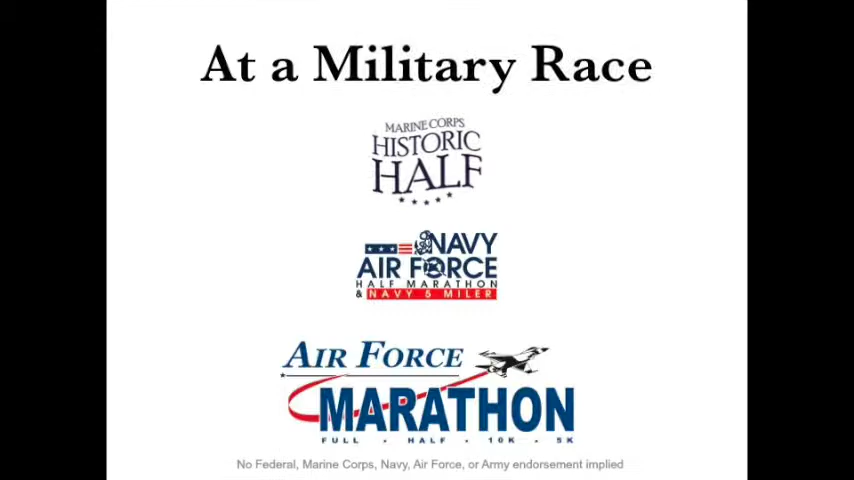 At a Military Race
MARINE CORPS
HISTORIC
HALF
NAVY
AIR FORCE
HALF MARATHON
& NAVY 5 MILER
AIR FORCE
MARATHON
FULL . HALF . 10K . 5K
No Federal, Marine Corps, Navy, Air Force, or Army endorsement implied